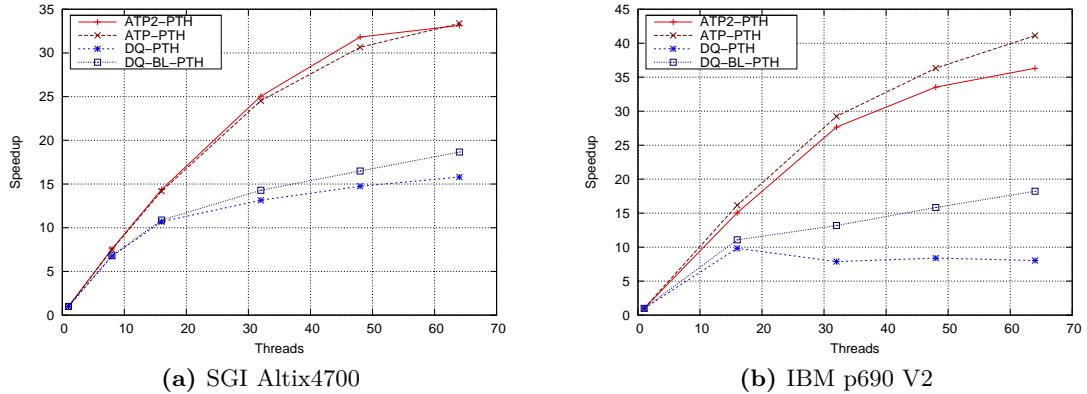 35
30
25
20
15
10
5
0
Speedup
ATP2−PTH
ATP−PTH
DQ−PTH
DQ−BL−PTH
0 10 20 30 40 50 60 70
Threads
(a) SGI Altix4700
45
40
35
30
25
20
15
10
5
0
Speedup
ATP2−PTH
ATP−PTH
DQ−PTH
DQ−BL−PTH
0 10 20 30 40 50 60 70
Threads
(b) IBM p690 V2